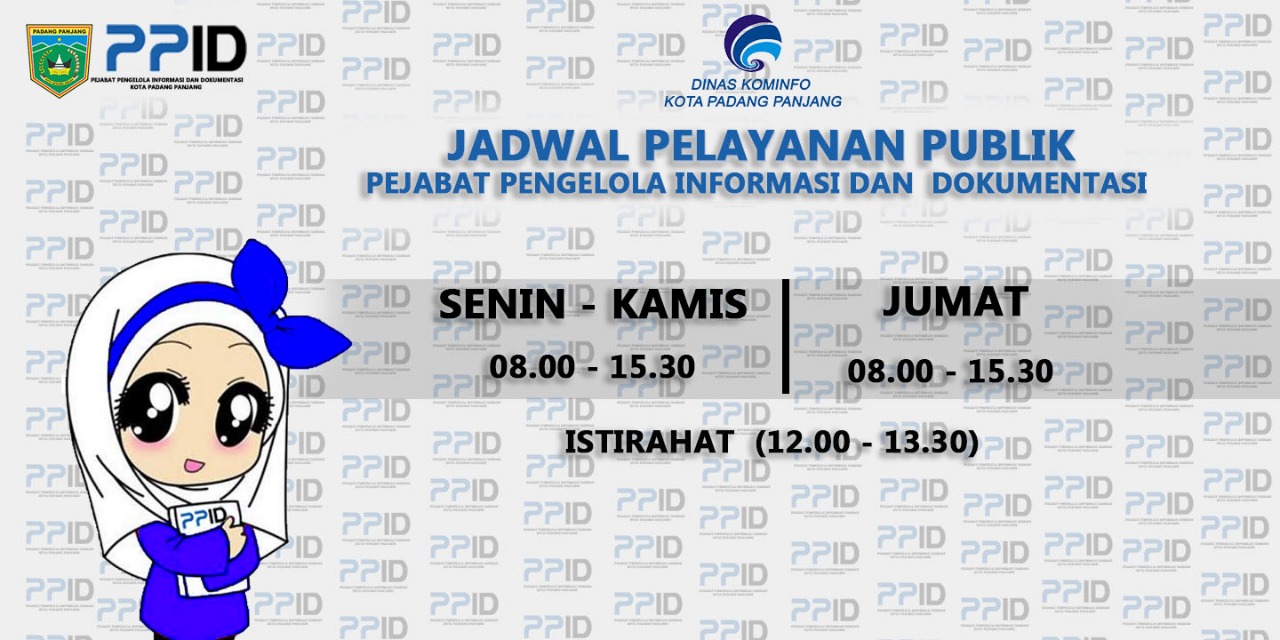 PADANG PANJANG
PPID
PEJABAT PENGELOLA INFORMASI DAN DOKUMENTASI
KOTA PADANG PANJANG
DINAS KOMINFO
KOTA PADANG PANJANG
JADWAL PELAYANAN PUBLIK
PEJABAT PENGELOLA INFORMASI DAN DOKUMENTASI
SENIN - KAMIS
08.00 - 15.30
JUMAT
08.00 - 15.30
ISTIRAHAT (12.00 - 13.30)
PPID